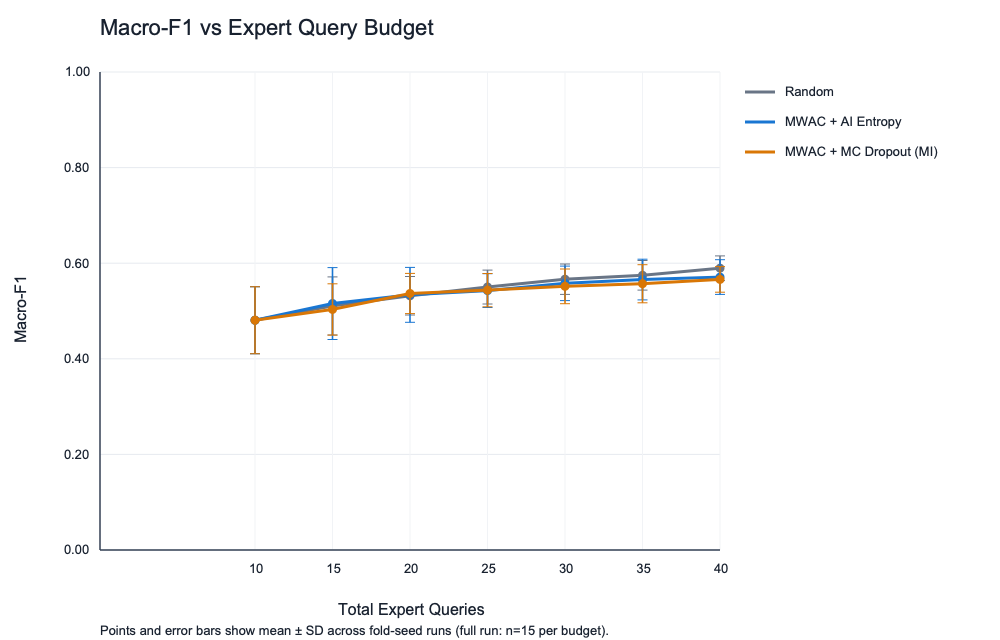 Macro-F1 vs Expert Query Budget
1.00
0.80
0.60
0.40
0.20
0.00
Macro-F1
10 15 20 25 30 35 40
Total Expert Queries
Points and error bars show mean ± SD across fold-seed runs (full run: n=15 per budget).
Random
MWAC + AI Entropy
MWAC + MC Dropout (MI)